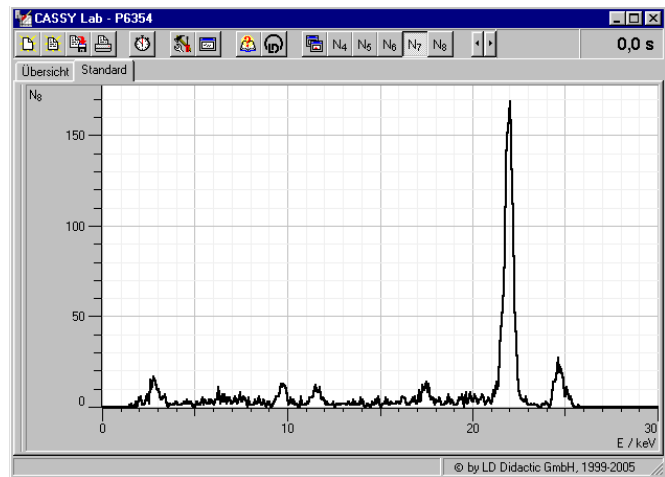 CASSY Lab - P6354
N4 N5 N6 N7 N8 0,0 s
Übersicht Standard
N8
150
100
50
0
0 10 20 30
E / keV
© by LD Didactic GmbH, 1999-2005